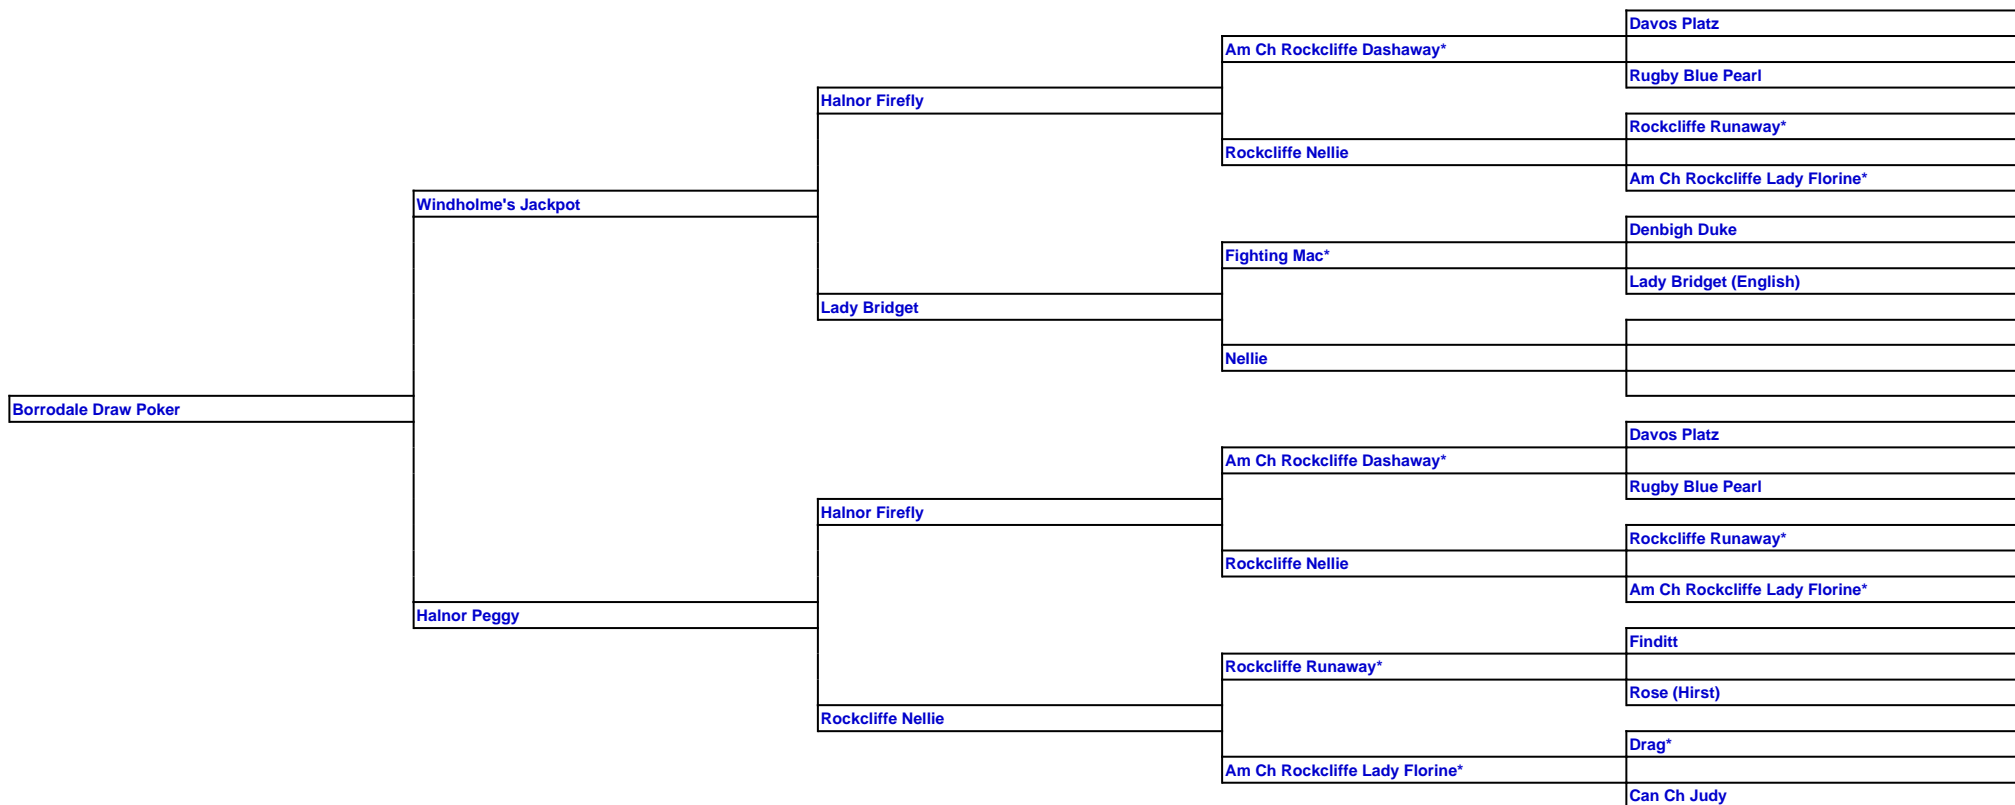 Davos Platz
Am Ch Rockcliffe Dashaway*
Rugby Blue Pearl
Halnor Firefly
Rockcliffe Runaway*
Rockcliffe Nellie
Am Ch Rockcliffe Lady Florine*
Windholme's Jackpot
Denbigh Duke
Fighting Mac*
Lady Bridget (English)
Lady Bridget
Nellie
Borrodale Draw Poker
Davos Platz
Am Ch Rockcliffe Dashaway*
Rugby Blue Pearl
Halnor Firefly
Rockcliffe Runaway*
Rockcliffe Nellie
Am Ch Rockcliffe Lady Florine*
Halnor Peggy
Finditt
Rockcliffe Runaway*
Rose (Hirst)
Rockcliffe Nellie
Drag*
Am Ch Rockcliffe Lady Florine*
Can Ch Judy